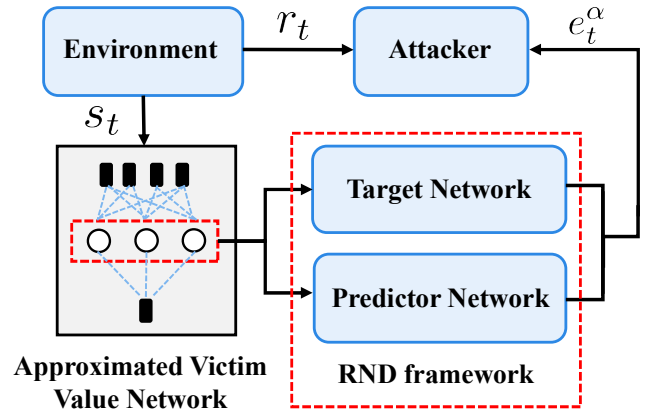 Environment
r_t
Attacker
e_t^α
s_t
Target Network
Predictor Network
Approximated Victim
Value Network
RND framework